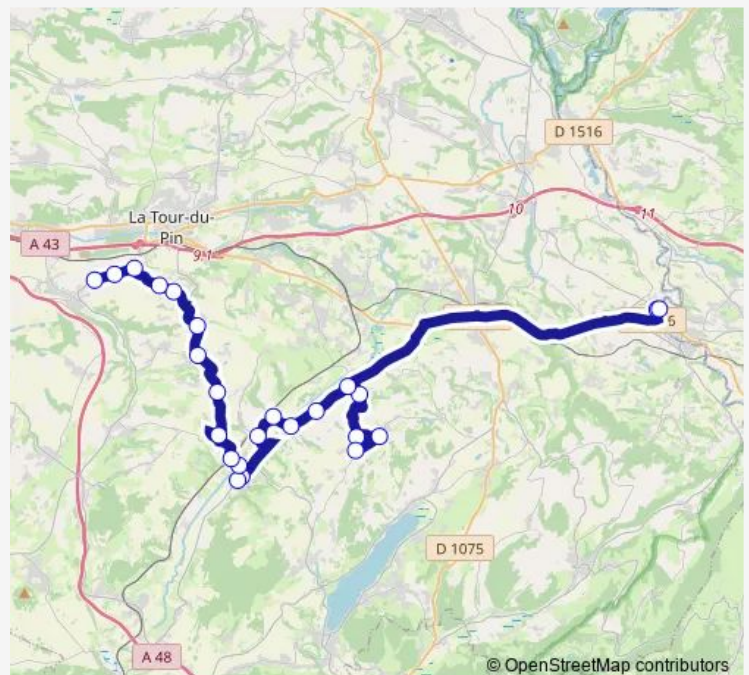 D 1516
La Tour-du-
Pin
10
11
A 43
9.1
6
D 1075
A 48
© OpenStreetMap contributors